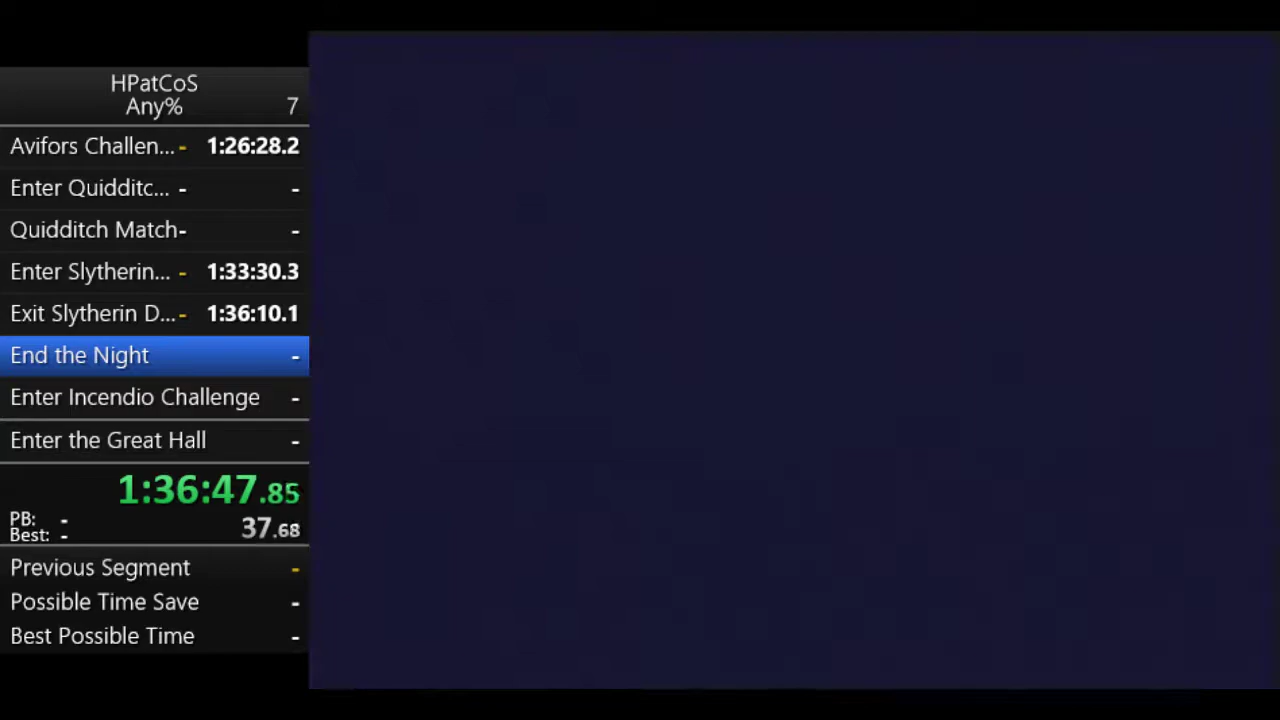 HPatCoS
Any% 7
Avifors Challen... - 1:26:28.2
Enter Quidditc... - -
Quidditch Match- -
Enter Slytherin... - 1:33:30.3
Exit Slytherin D... - 1:36:10.1
End the Night -
Enter Incendio Challenge -
Enter the Great Hall -
1:36:47.85
PB: - 37.68
Best: -
Previous Segment -
Possible Time Save -
Best Possible Time -